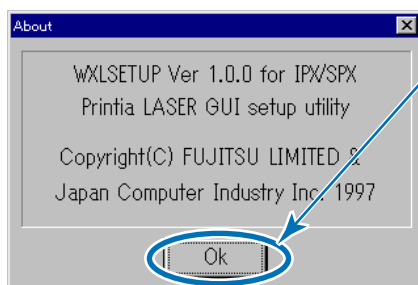 About
WXLSETUP Ver 1.0.0 for IPX/SPX
Printia LASER GUI setup utility
Copyright(C) FUJITSU LIMITED &
Japan Computer Industry Inc. 1997
Ok